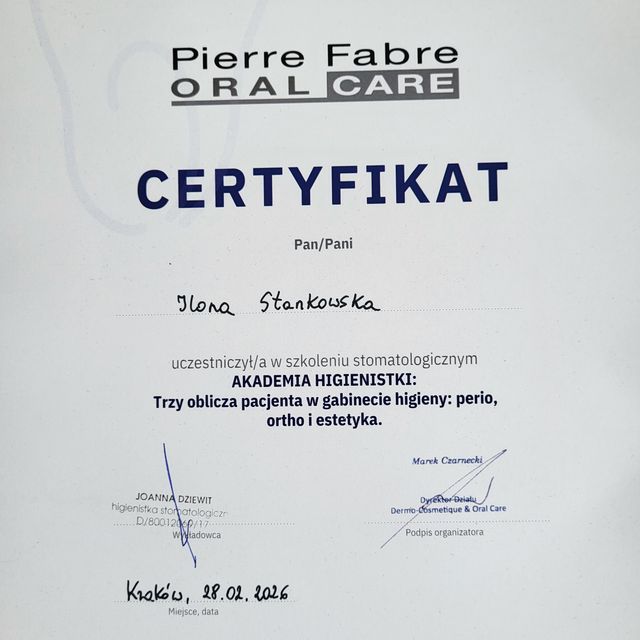 Pierre Fabre
ORAL CARE
CERTYFIKAT
Pan/Pani
Ilona Stankowska
uczestniczył/a w szkoleniu stomatologicznym
AKADEMIA HIGIENISTKI:
Trzy oblicza pacjenta w gabinecie higieny: perio,
ortho i estetyka.
Marek Czarnecki
JOANNA DZIEWIT
Dyrektor Działu
higienistka stomatologiczn
Dermo-Cosmetique & Oral Care
Wykładowca
Podpis organizatora
Kraków, 28.02.2026
Miejsce, data